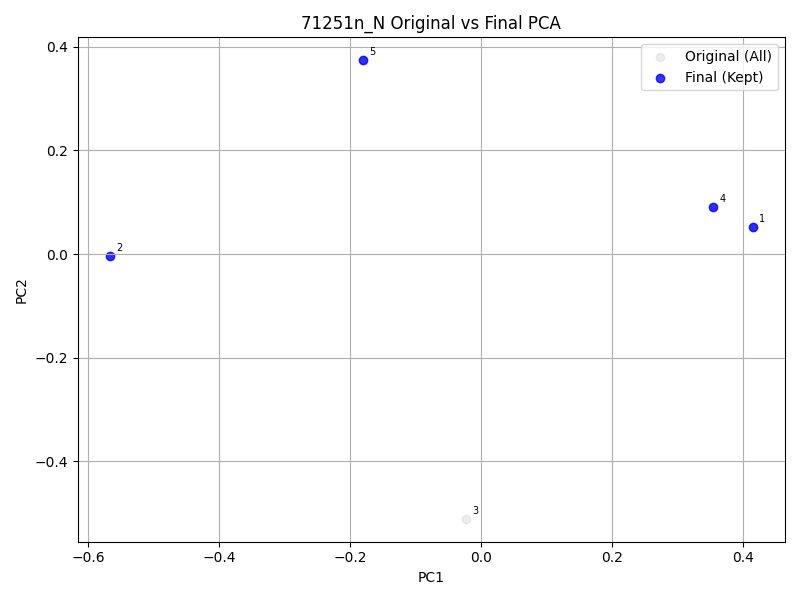 71251n_N Original vs Final PCA
Original (All)
Final (Kept)
5
4
1
2
3
0.4
0.2
0.0
−0.2
−0.4
−0.6 −0.4 −0.2 0.0 0.2 0.4
PC1
PC2